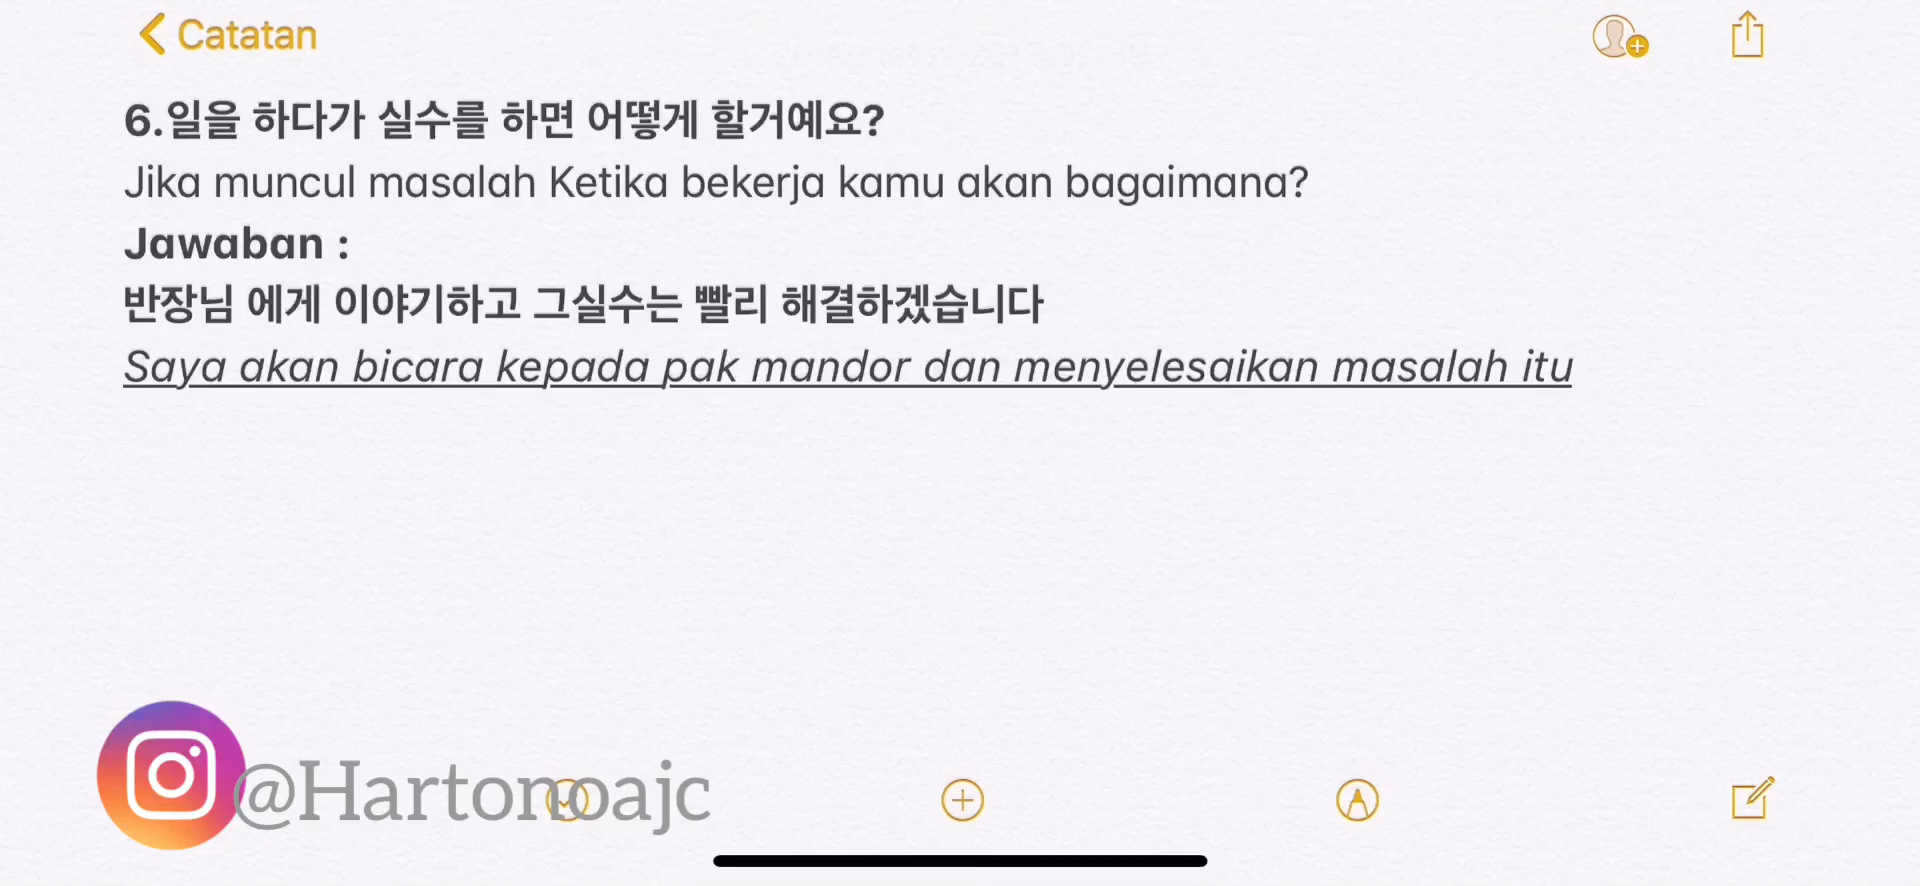 Catatan
6.일을 하다가 실수를 하면 어떻게 할거예요?
Jika muncul masalah Ketika bekerja kamu akan bagaimana?
Jawaban :
반장님 에게 이야기하고 그실수는 빨리 해결하겠습니다
Saya akan bicara kepada pak mandor dan menyelesaikan masalah itu
@Hartonoajc